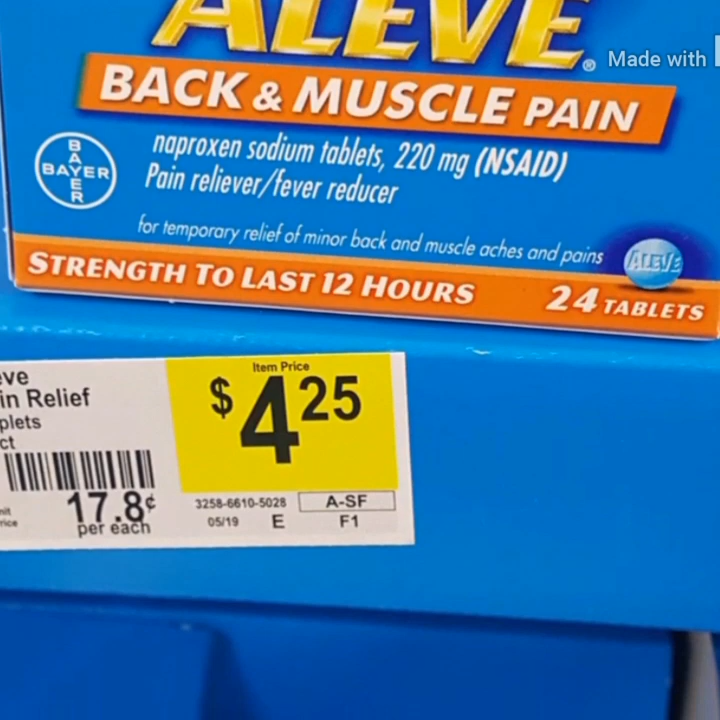 ALEVE®
Made with
BACK & MUSCLE PAIN
BAYER
BAYER
naproxen sodium tablets, 220 mg (NSAID)
Pain reliever/fever reducer
for temporary relief of minor back and muscle aches and pains
ALEVE
STRENGTH TO LAST 12 HOURS
24 TABLETS
eve
in Relief
plets
ct
Item Price
$4.25
nit
rice
17.8¢
per each
3258-6610-5028
A-SF
05/19 E F1